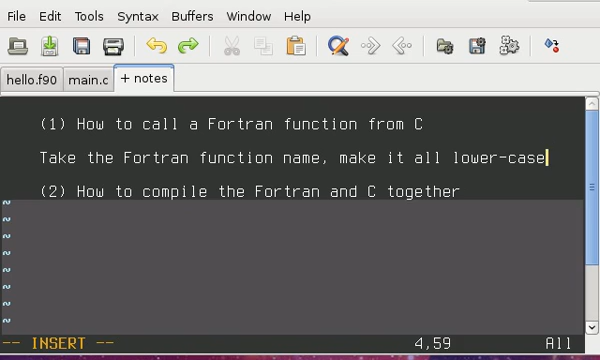 File Edit Tools Syntax Buffers Window Help
hello.f90 main.c + notes
(1) How to call a Fortran function from C
Take the Fortran function name, make it all lower-case
(2) How to compile the Fortran and C together
~
~
~
~
~
~
~
~
-- INSERT -- 4,59 All